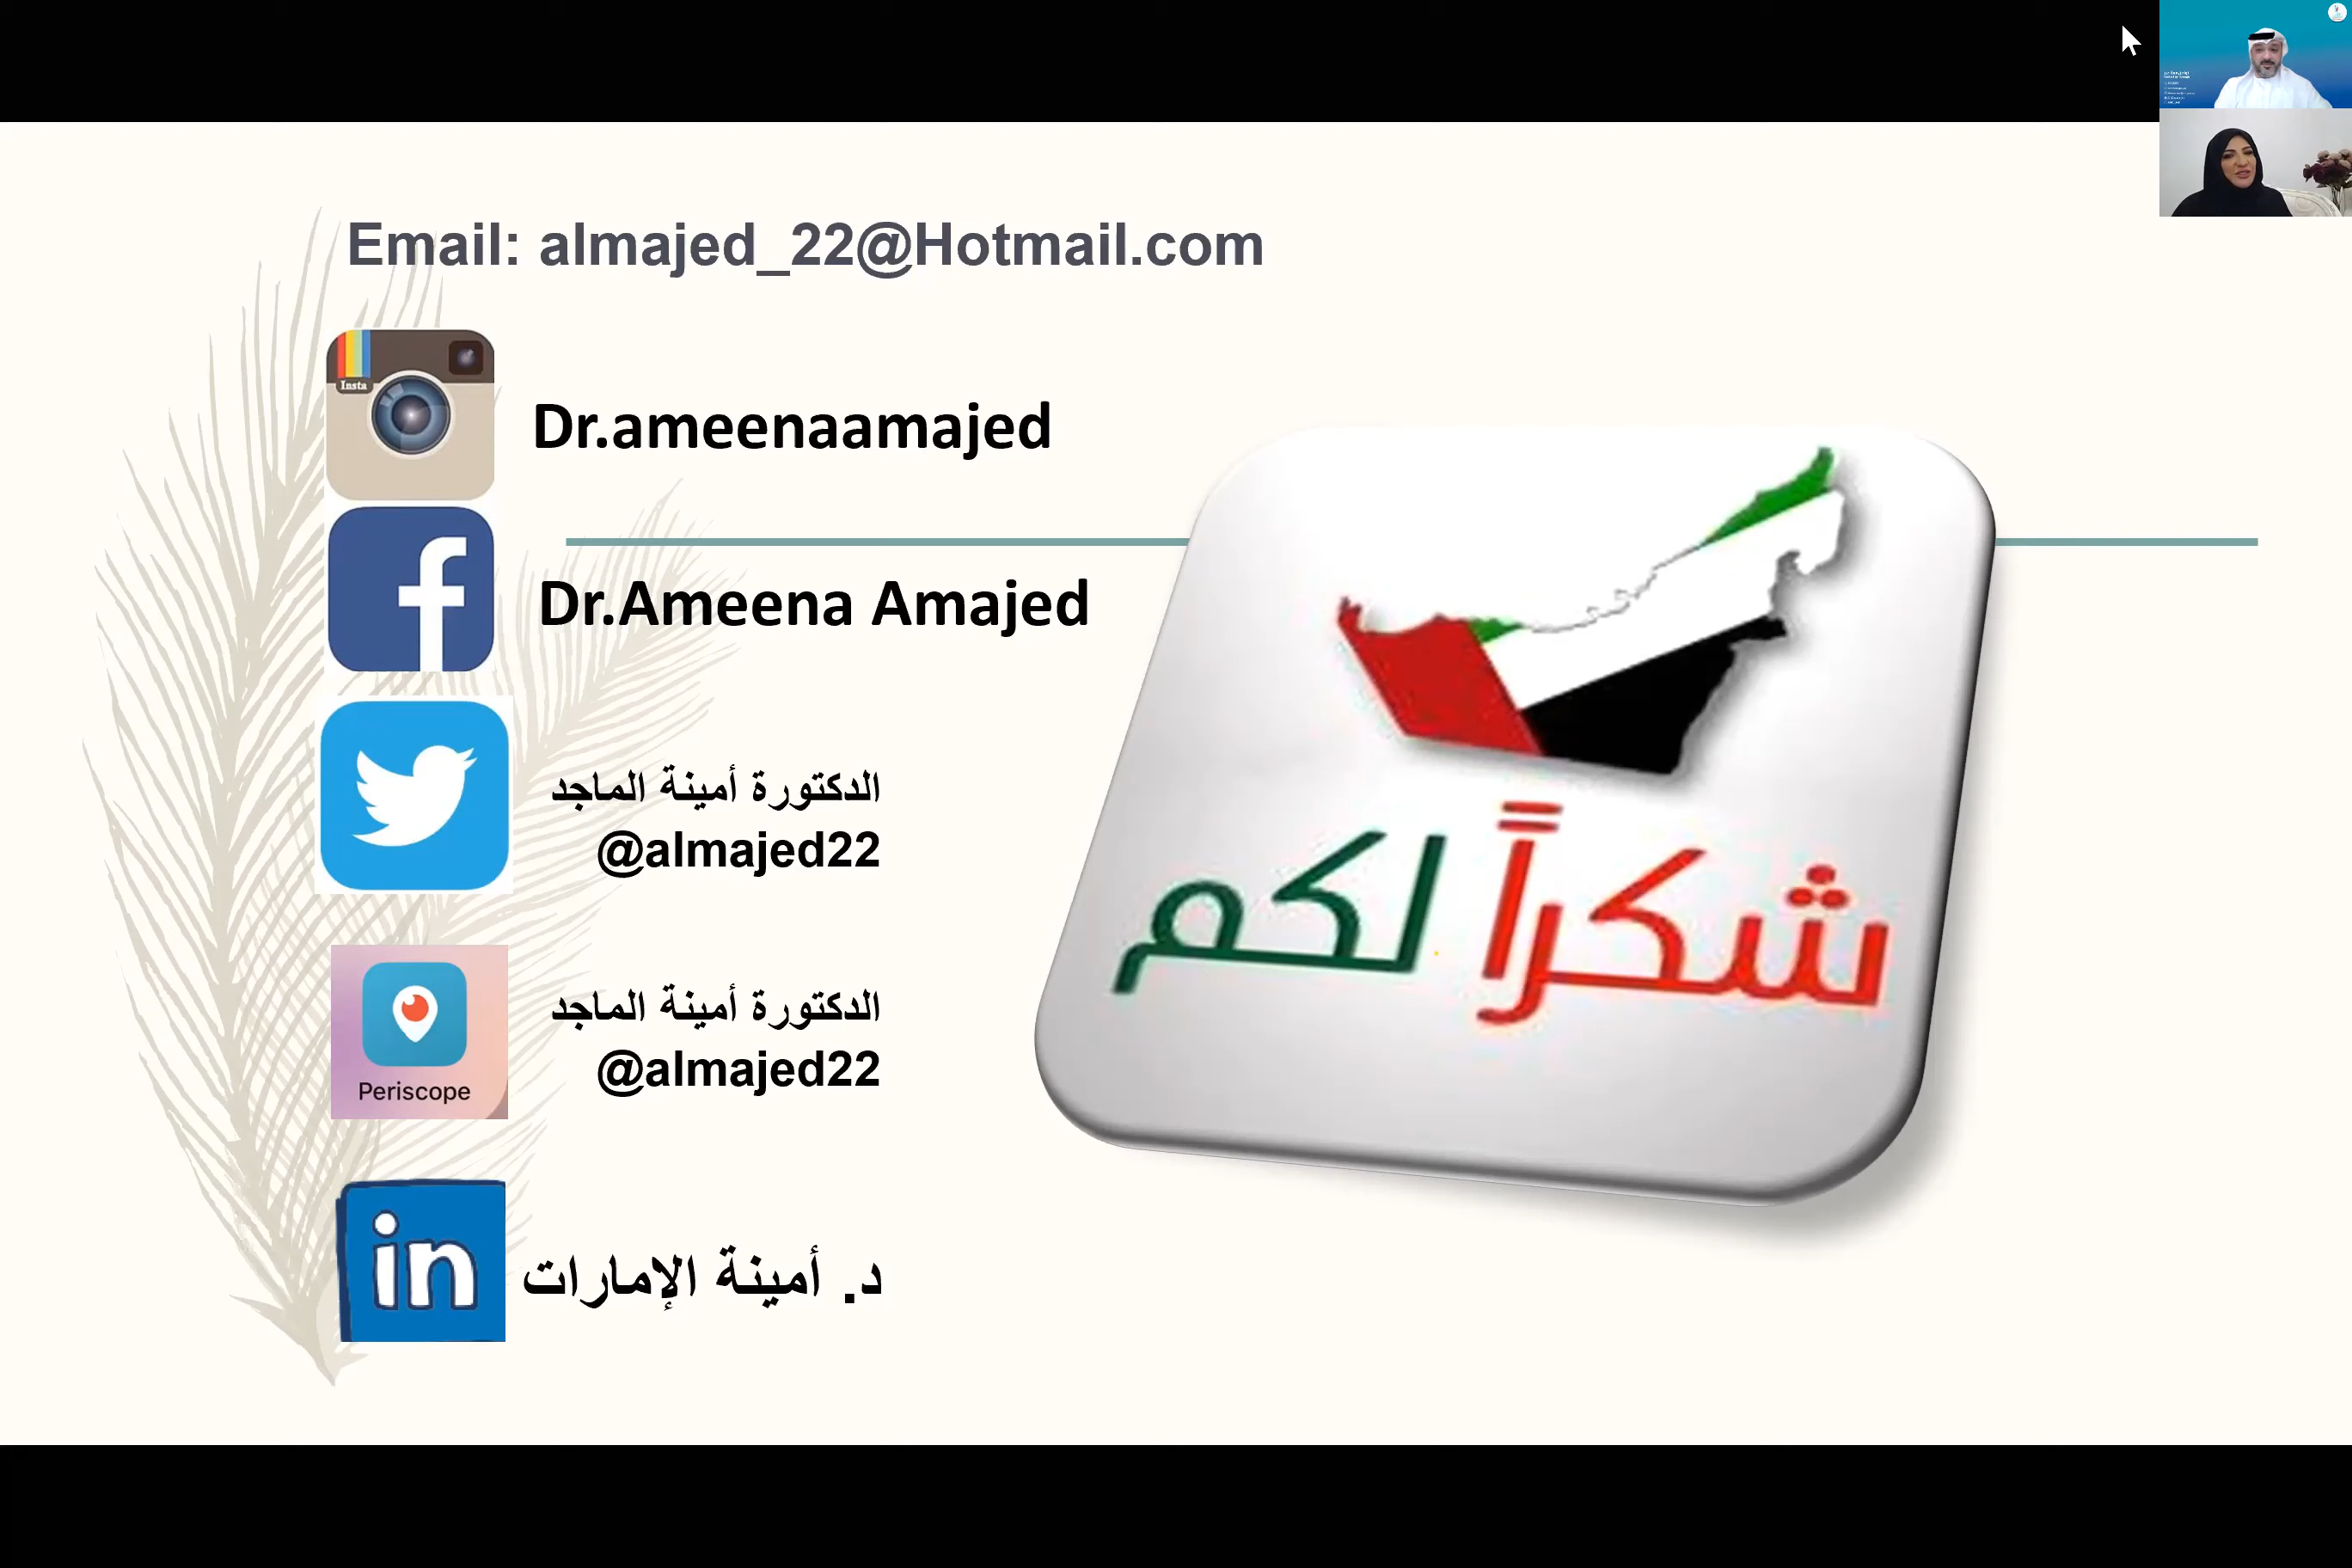 Email: almajed_22@Hotmail.com
Insta
Dr.ameenaamajed
Dr.Ameena Amajed
الدكتورة أمينة الماجد
@almajed22
Periscope
الدكتورة أمينة الماجد
@almajed22
in
د. أمينة الإمارات
شكراً لكم